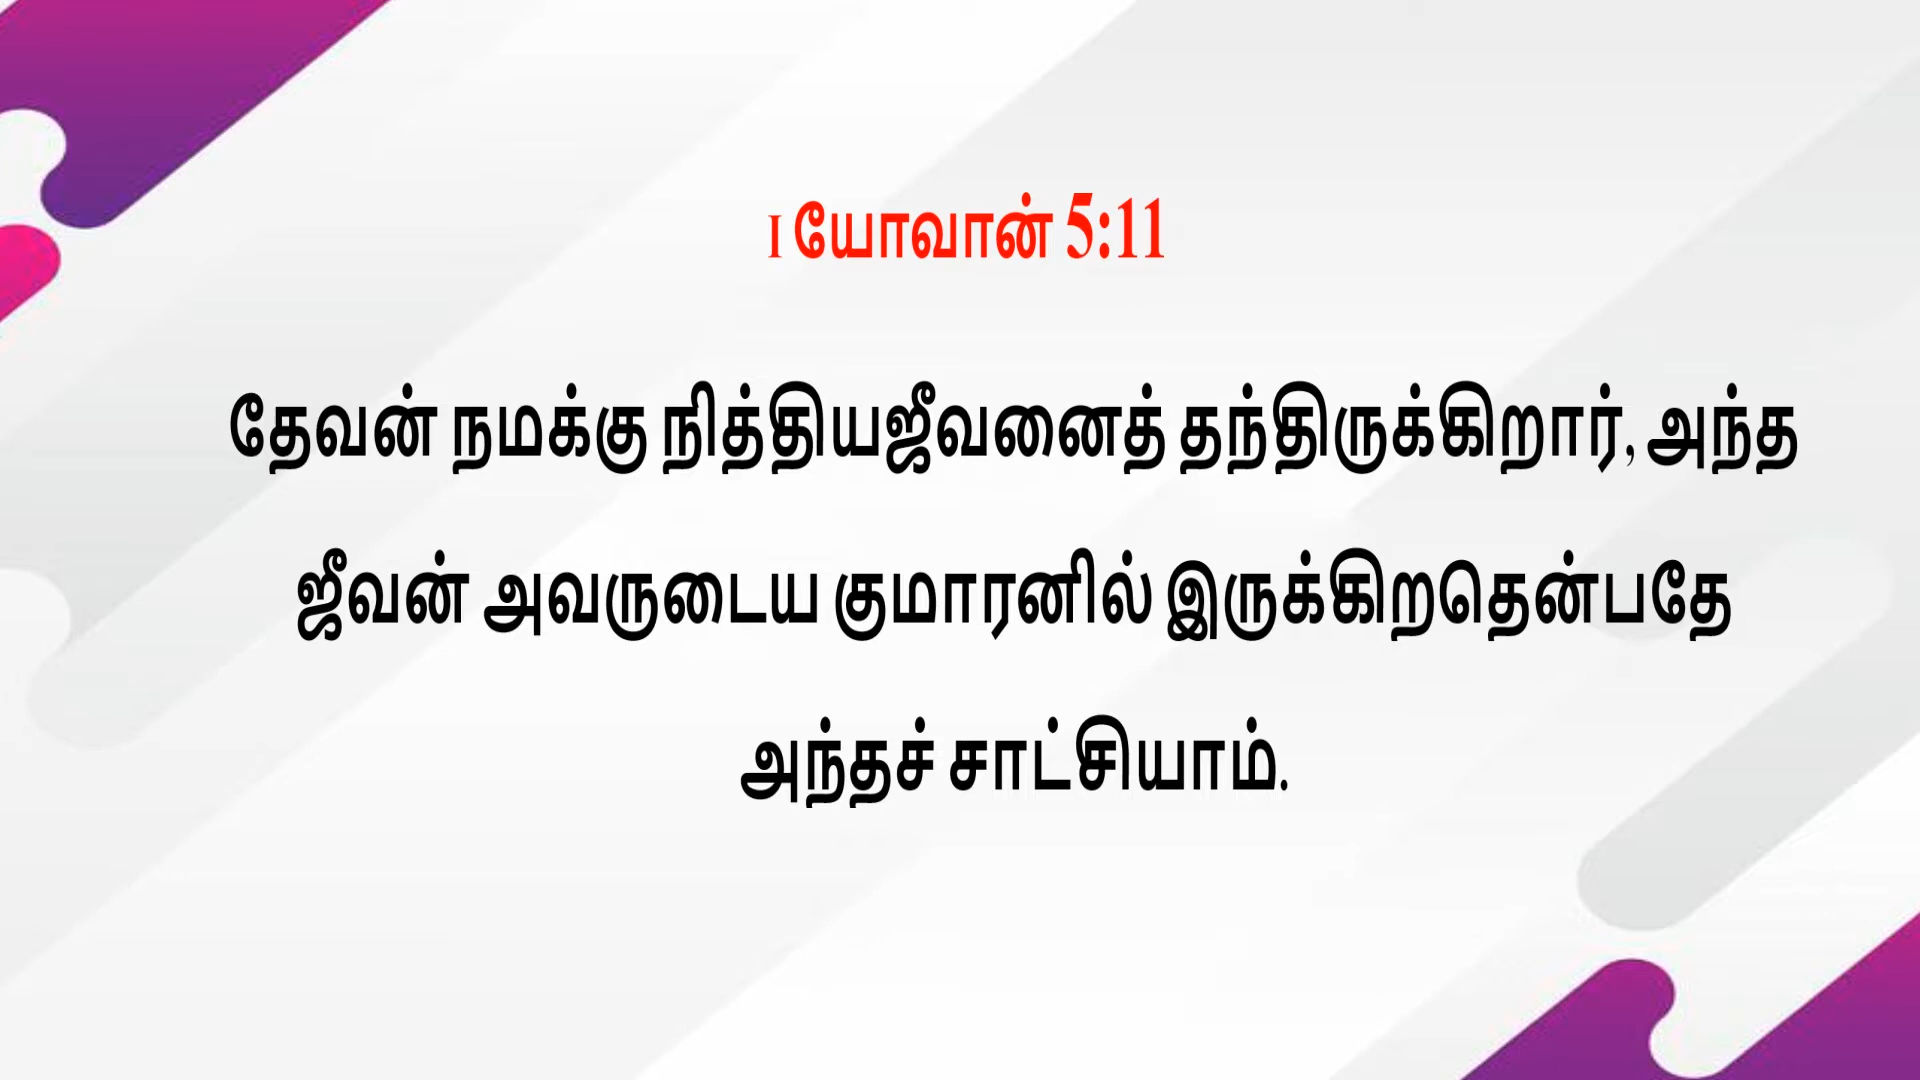 I யோவான் 5:11
தேவன் நமக்கு நித்தியஜீவனைத் தந்திருக்கிறார், அந்த
ஜீவன் அவருடைய குமாரனில் இருக்கிறதென்பதே
அந்தச் சாட்சியாம்.